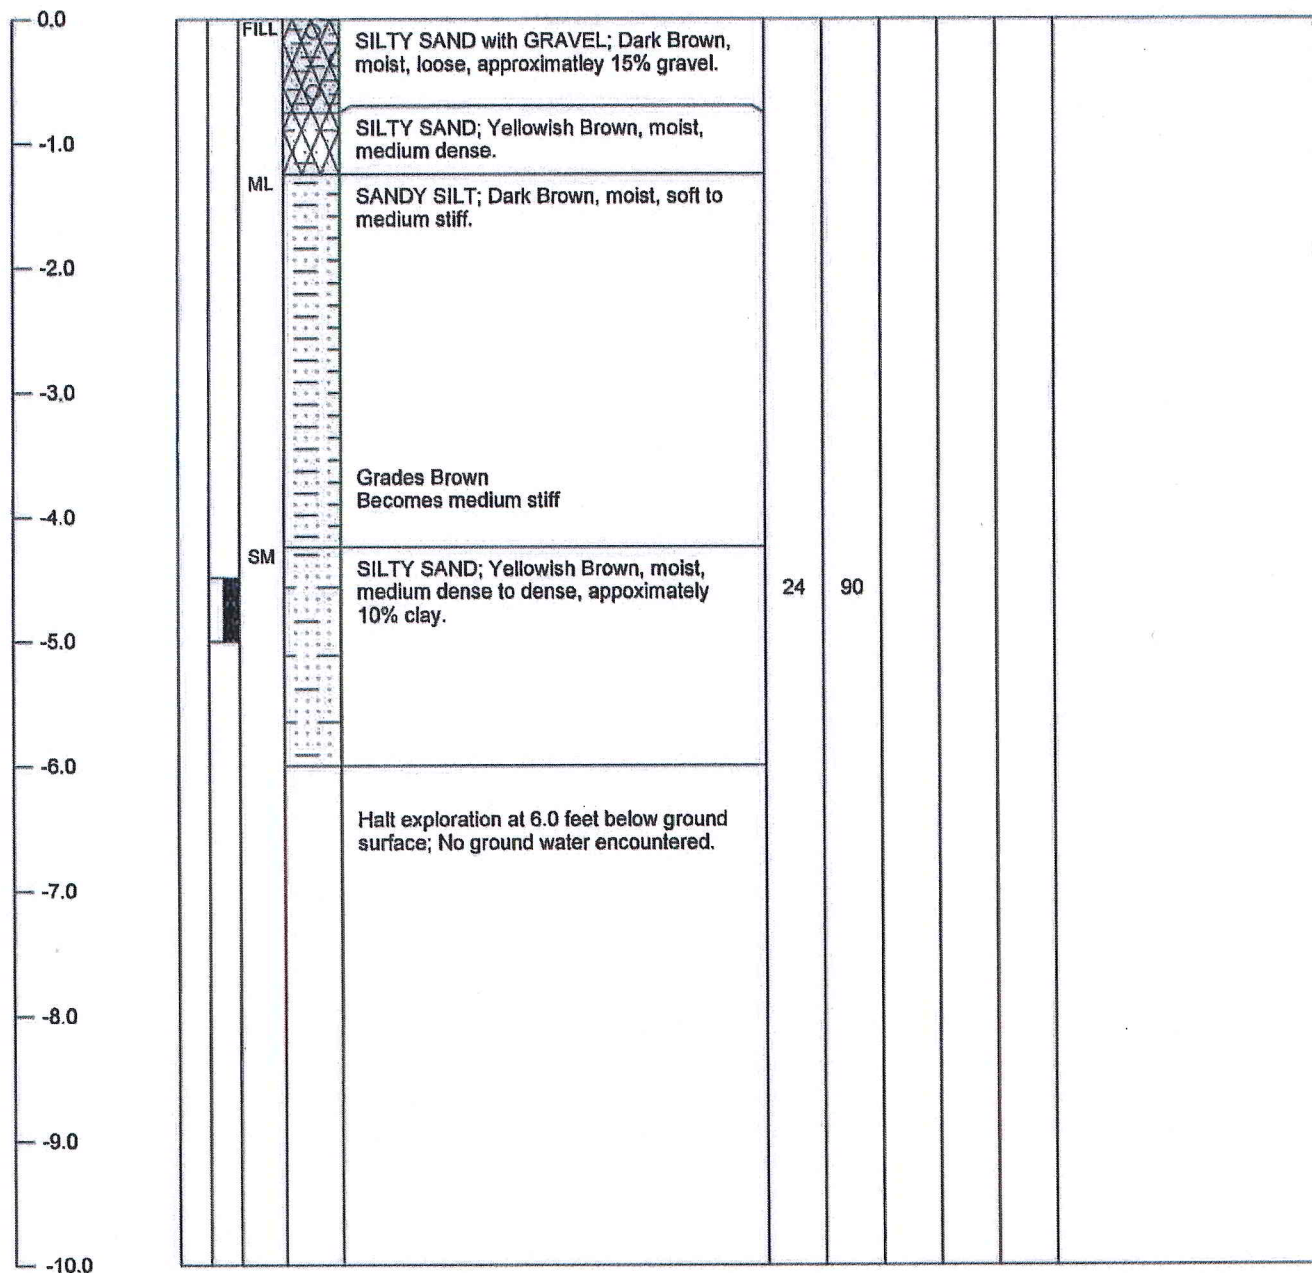 0.0
FILL
SILTY SAND with GRAVEL; Dark Brown,
moist, loose, approximatley 15% gravel.
SILTY SAND; Yellowish Brown, moist,
medium dense.
-1.0
ML
SANDY SILT; Dark Brown, moist, soft to
medium stiff.
-2.0
-3.0
Grades Brown
Becomes medium stiff
-4.0
SM
SILTY SAND; Yellowish Brown, moist,
medium dense to dense, appoximately
10% clay.
24 90
-5.0
-6.0
Halt exploration at 6.0 feet below ground
surface; No ground water encountered.
-7.0
-8.0
-9.0
-10.0